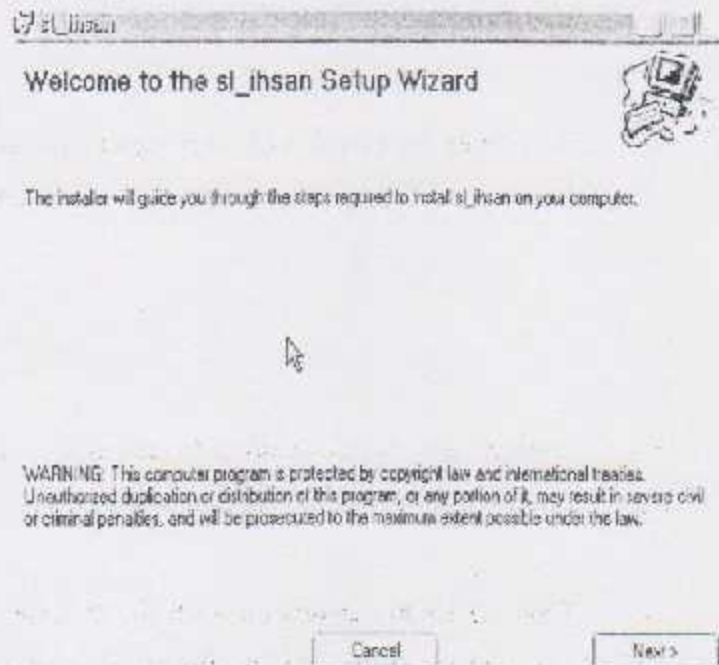 sl_ihsan
Welcome to the sl_ihsan Setup Wizard
The installer will guide you through the steps required to install sl_ihsan on your computer.
WARNING: This computer program is protected by copyright law and international treaties.
Unauthorized duplication or distribution of this program, or any portion of it, may result in severe civil
or criminal penalties, and will be prosecuted to the maximum extent possible under the law.
Cancel
Next >